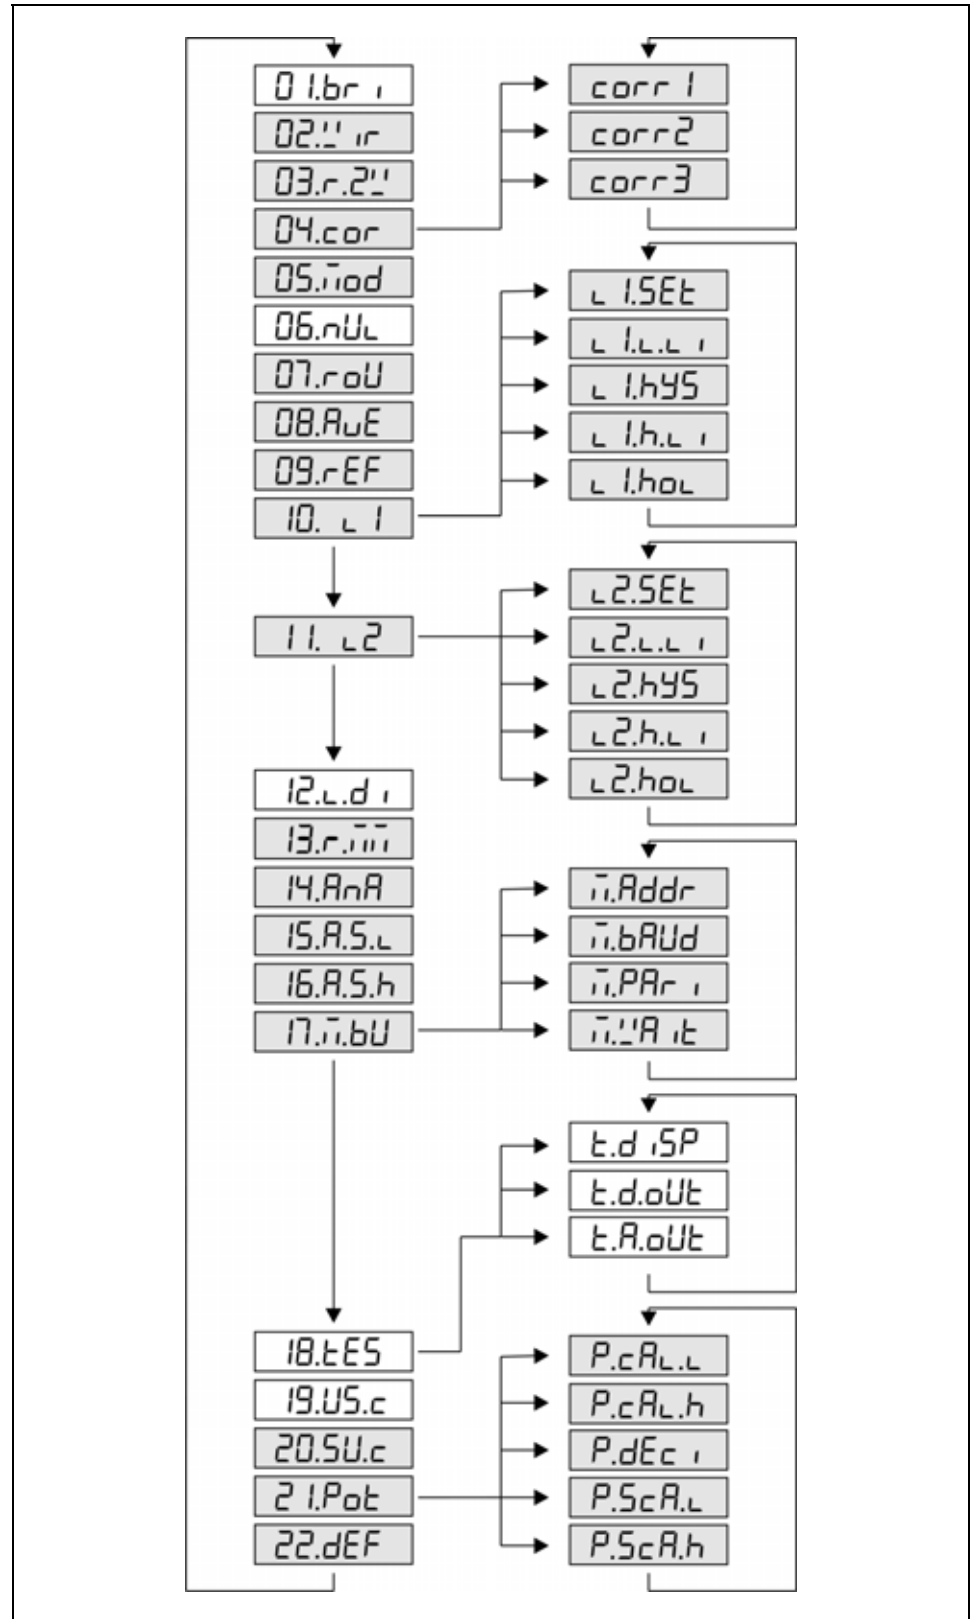 01.bri
02.Wir
03.r.2W
04.cor
05.Mod
06.nUL
07.roU
08.AvE
09.rEF
10. L1
11. L2
12.L.di
13.r.MM
14.AnA
15.A.S.L
16.A.S.h
17.M.bU
18.tES
19.US.c
20.SU.c
21.Pot
22.dEF
corr1
corr2
corr3
L1.SEt
L1.L.Li
L1.hYS
L1.h.Li
L1.hoL
L2.SEt
L2.L.Li
L2.hYS
L2.h.Li
L2.hoL
M.Addr
M.bAUd
M.PAri
M.WAit
t.diSP
t.d.oUt
t.A.oUt
P.cAL.L
P.cAL.h
P.dEci
P.ScA.L
P.ScA.h